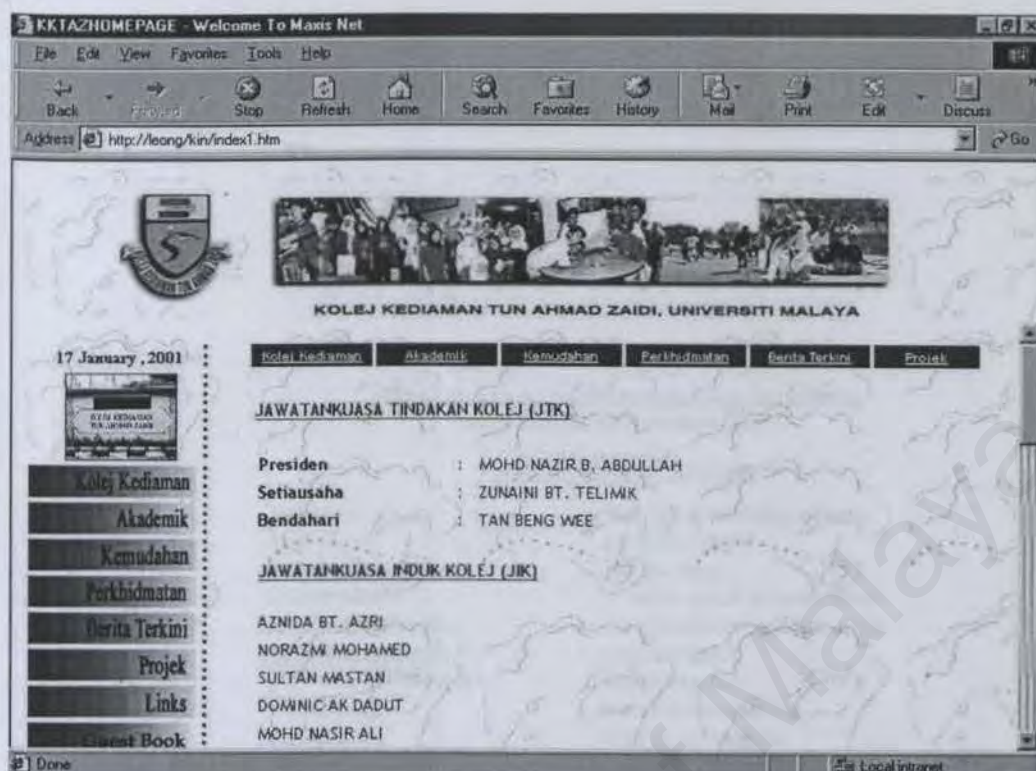 KKTAZHOMEPAGE - Welcome To Maxis Net
File Edit View Favorites Tools Help
Back Forward Stop Refresh Home Search Favorites History Mail Print Edit Discuss
Address http://leong/kin/index1.htm Go
KOLEJ KEDIAMAN TUN AHMAD ZAIDI, UNIVERSITI MALAYA
17 January , 2001
Kolej Kediaman Akademik Kemudahan Perkhidmatan Berita Terkini Projek
JAWATANKUASA TINDAKAN KOLEJ (JTK)
Presiden : MOHD NAZIR B. ABDULLAH
Setiausaha : ZUNAINI BT. TELIMIK
Bendahari : TAN BENG WEE
JAWATANKUASA INDUK KOLEJ (JIK)
AZNIDA BT. AZRI
NORAZMI MOHAMED
SULTAN MASTAN
DOMINIC AK DADUT
MOHD NASIR ALI
Kolej Kediaman
Akademik
Kemudahan
Perkhidmatan
Berita Terkini
Projek
Links
Guest Book
Done
Local intranet
of Malaya